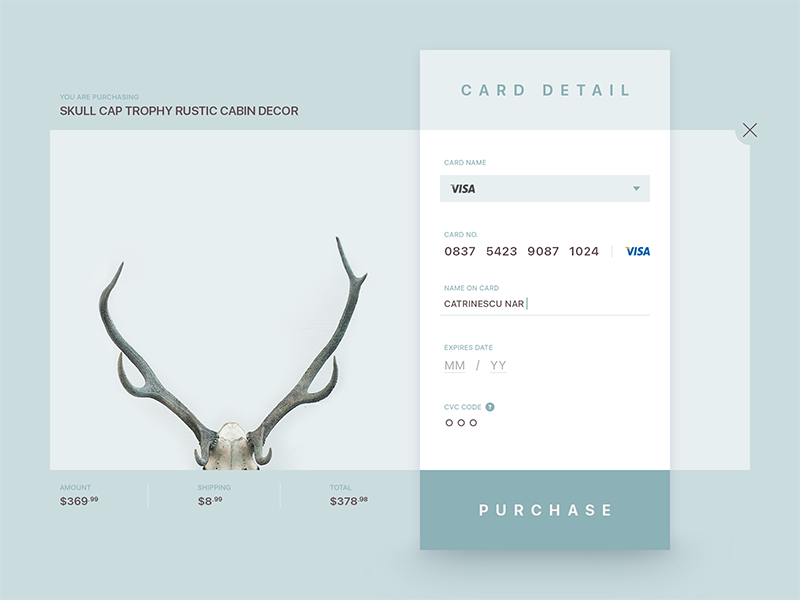 YOU ARE PURCHASING
SKULL CAP TROPHY RUSTIC CABIN DECOR
AMOUNT
$369.99
SHIPPING
$8.99
TOTAL
$378.98
CARD DETAIL
CARD NAME
VISA
CARD NO.
0837 5423 9087 1024 VISA
NAME ON CARD
CATRINESCU NAR
EXPIRES DATE
MM / YY
CVC CODE ?
PURCHASE